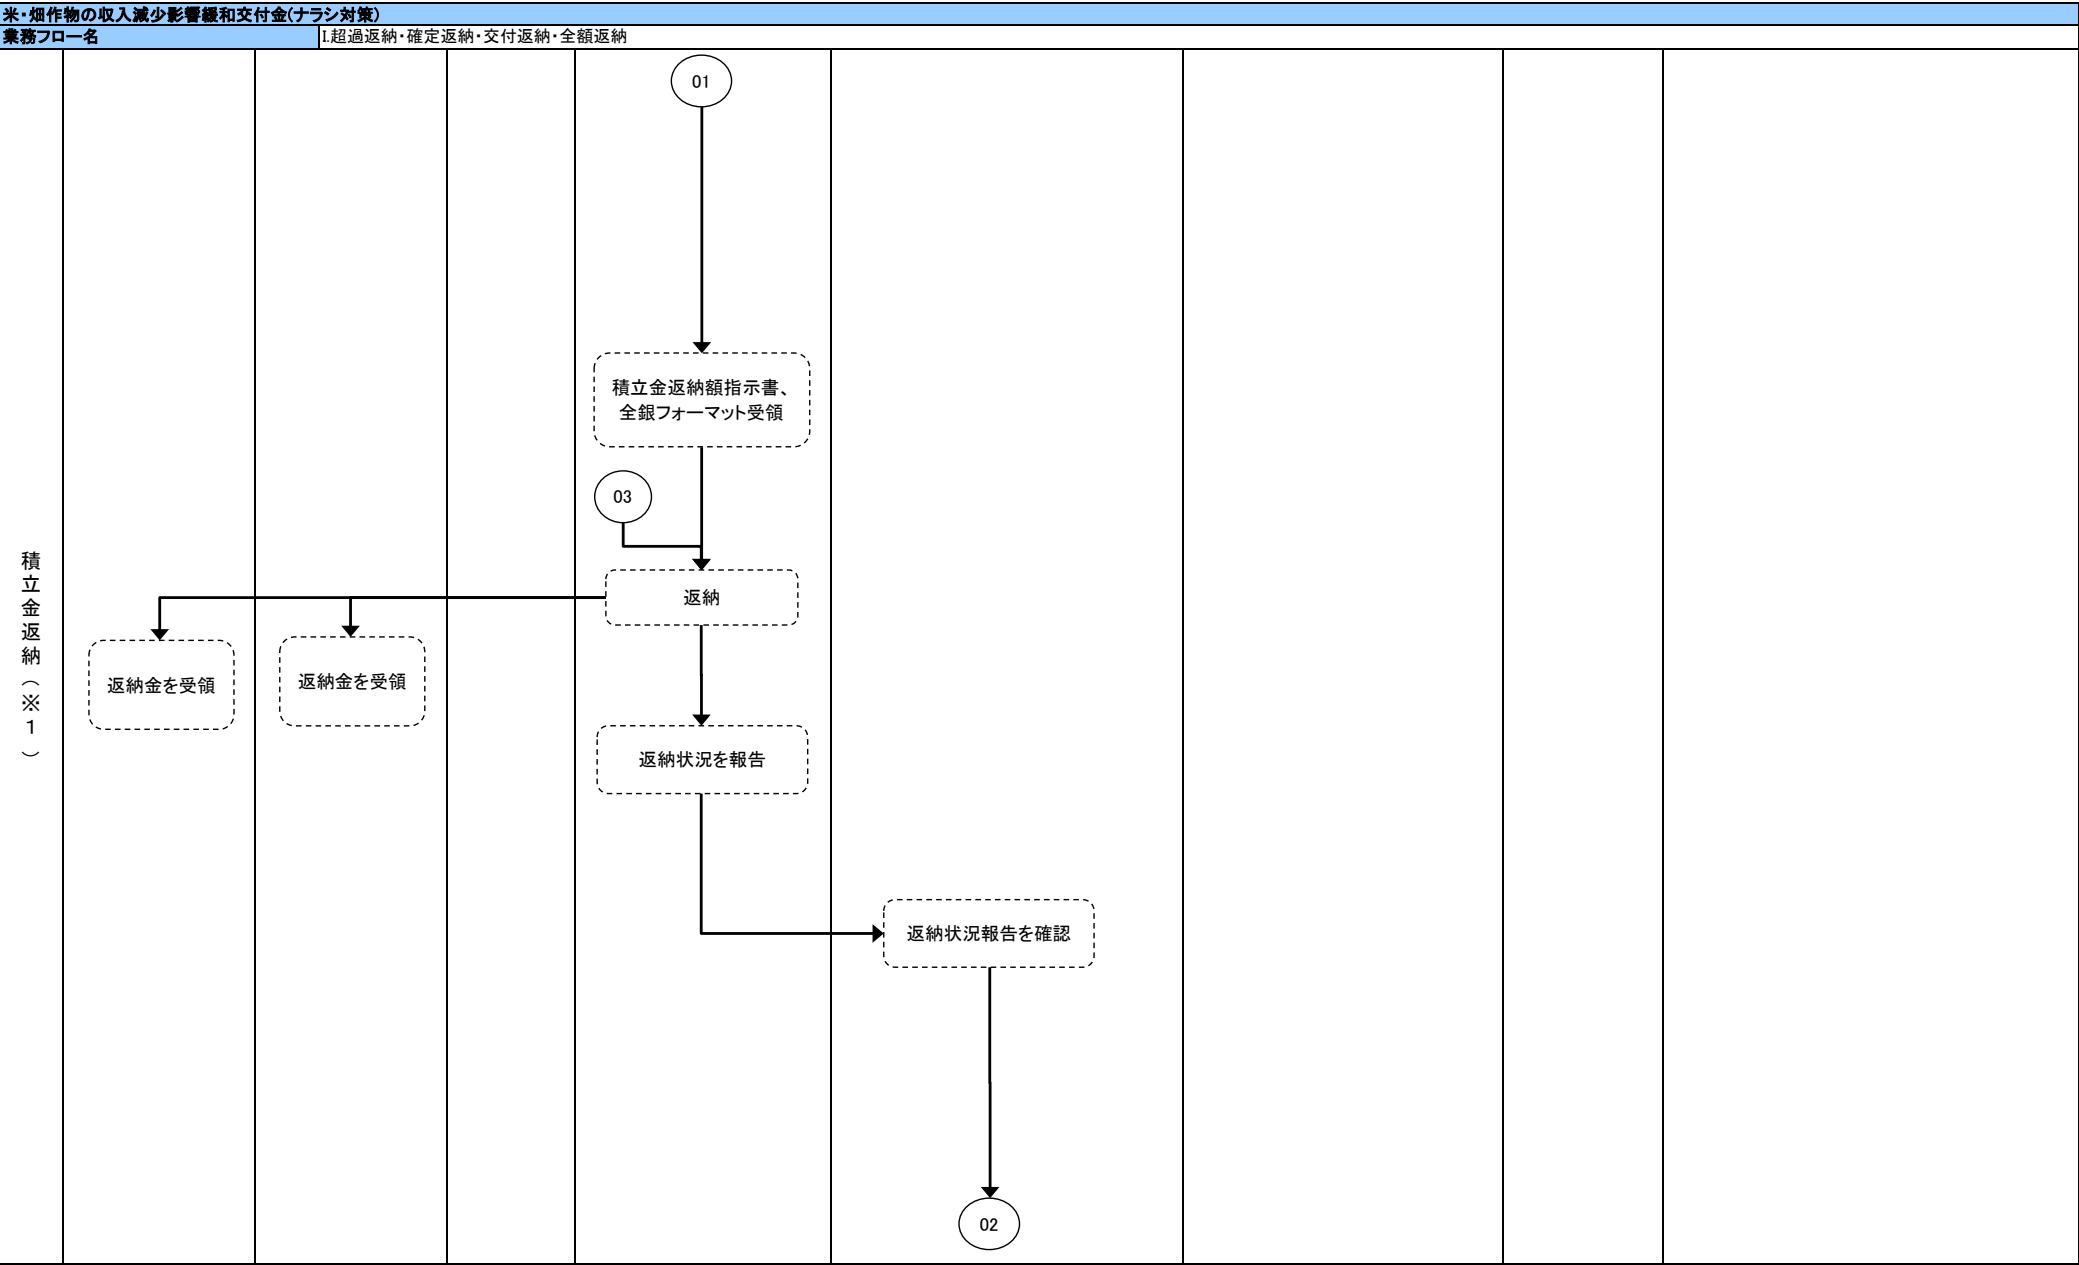 米・畑作物の収入減少影響緩和交付金(ナラシ対策)
業務フロー名
I.超過返納・確定返納・交付返納・全額返納
01
積立金返納額指示書、
全銀フォーマット受領
03
積立金返納（※１）
返納
返納金を受領
返納金を受領
返納状況を報告
返納状況報告を確認
02